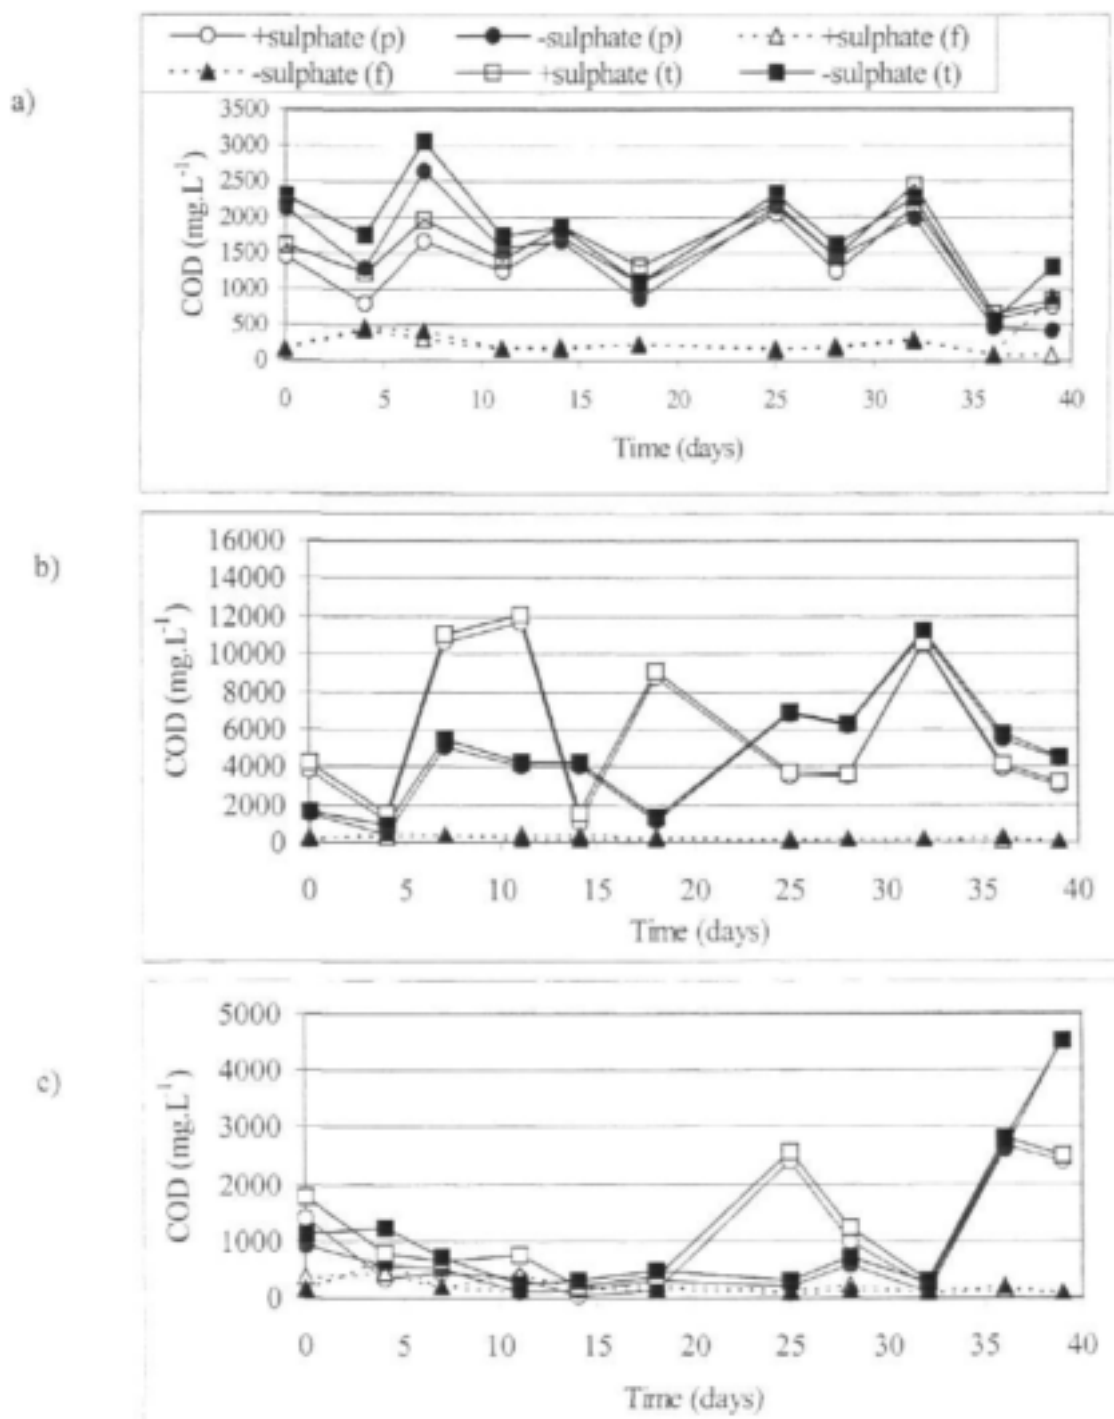 +sulphate (p) -sulphate (p) +sulphate (f)
-sulphate (f) +sulphate (t) -sulphate (t)
a)
3500
3000
2500
2000
1500
1000
500
0
COD (mg.L-1)
0 5 10 15 20 25 30 35 40
Time (days)
b)
16000
14000
12000
10000
8000
6000
4000
2000
0
COD (mg.L-1)
0 5 10 15 20 25 30 35 40
Time (days)
c)
5000
4000
3000
2000
1000
0
COD (mg.L-1)
0 5 10 15 20 25 30 35 40
Time (days)